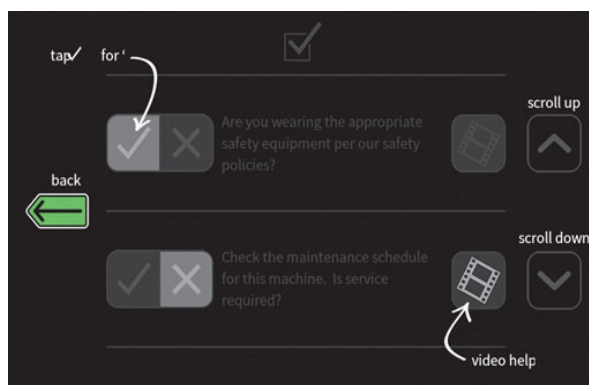 tap✓ for ‘
scroll up
Are you wearing the appropriate
safety equipment per our safety
policies?
back
scroll down
Check the maintenance schedule
for this machine. Is service
required?
video help